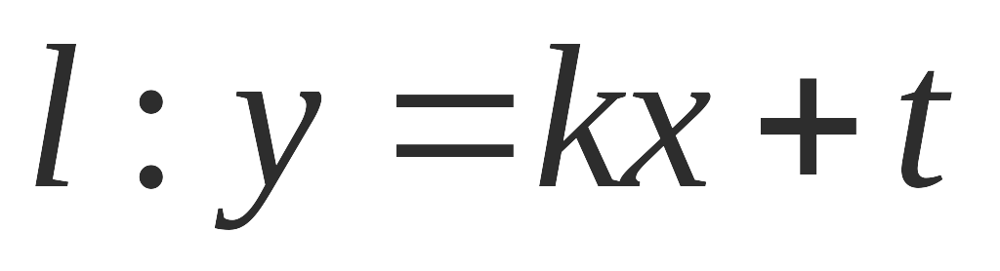 l : y = kx + t